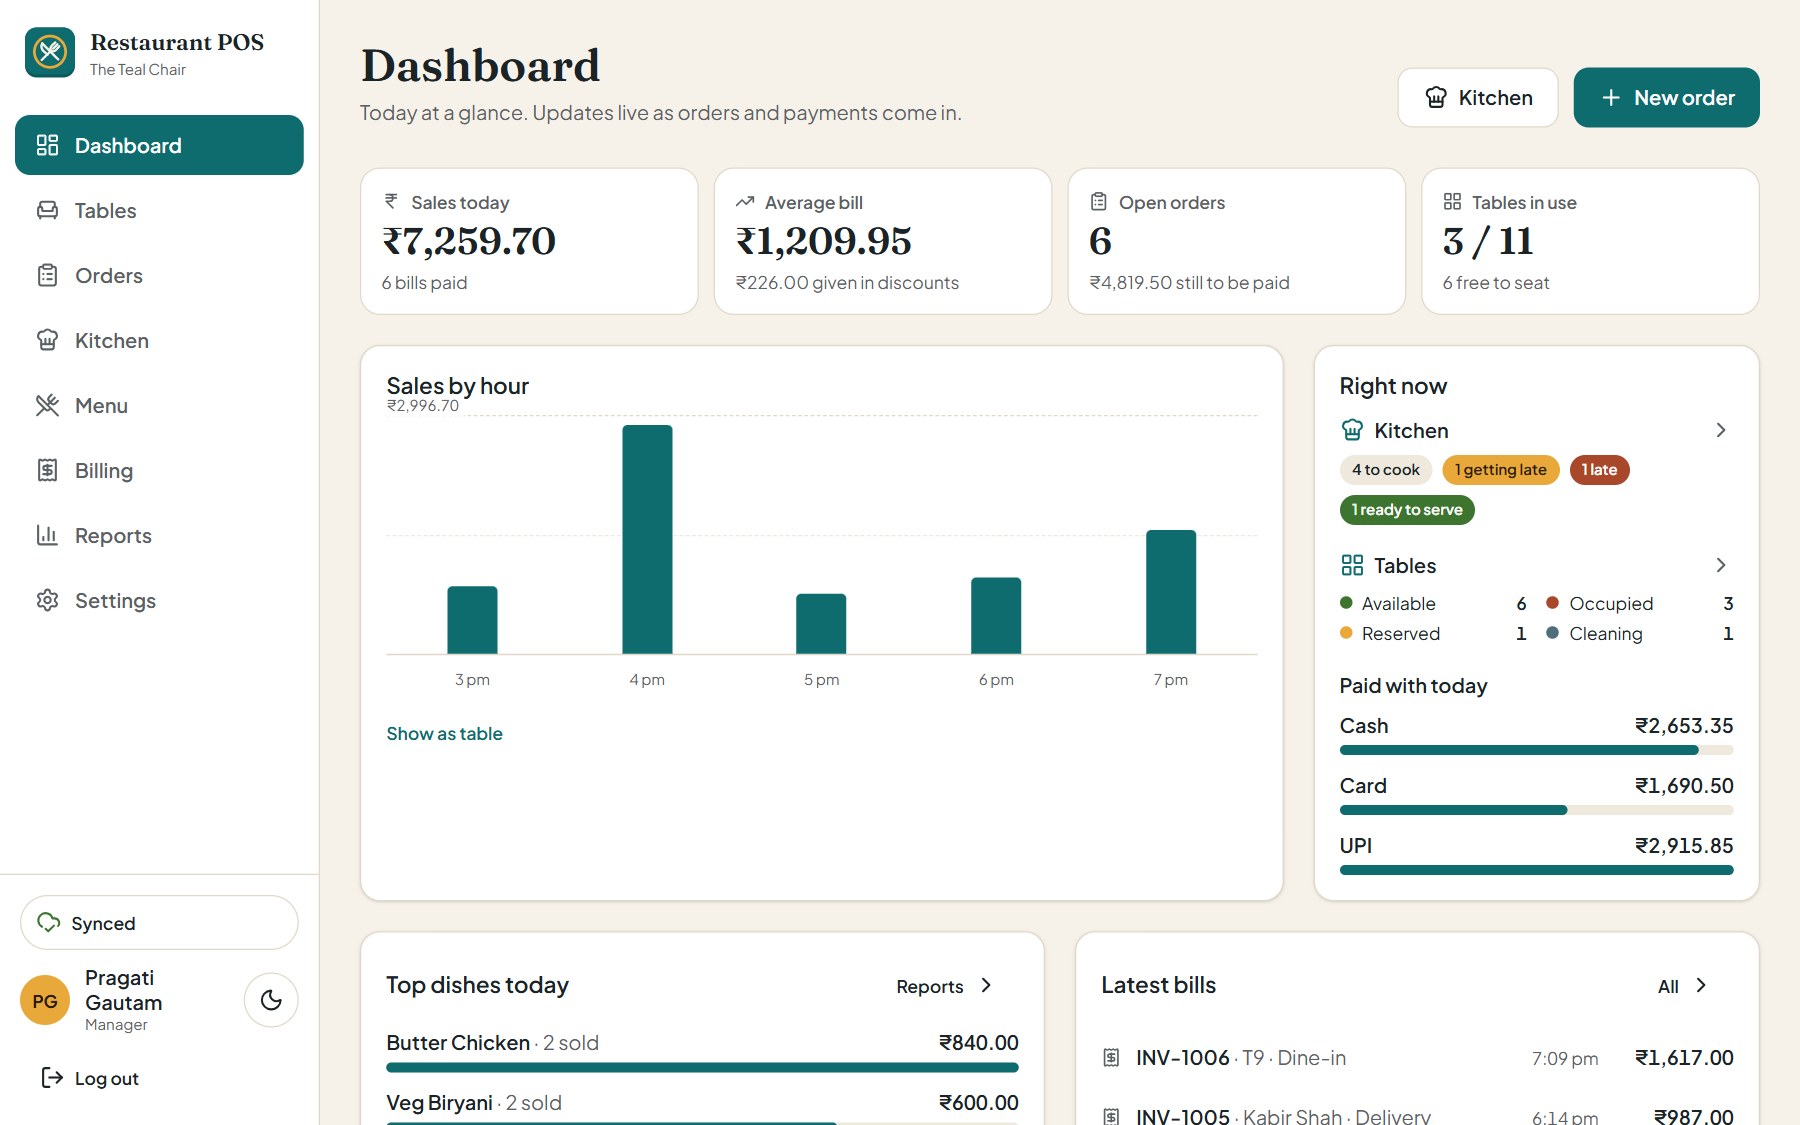 Restaurant POS
The Teal Chair
Dashboard
Tables
Orders
Kitchen
Menu
Billing
Reports
Settings
Synced
PG
Pragati
Gautam
Manager
Log out
Dashboard
Today at a glance. Updates live as orders and payments come in.
Kitchen
New order
Sales today
₹7,259.70
6 bills paid
Average bill
₹1,209.95
₹226.00 given in discounts
Open orders
6
₹4,819.50 still to be paid
Tables in use
3 / 11
6 free to seat
Sales by hour
₹2,996.70
3 pm 4 pm 5 pm 6 pm 7 pm
Show as table
Right now
Kitchen
4 to cook 1 getting late 1 late
1 ready to serve
Tables
Available 6 Occupied 3
Reserved 1 Cleaning 1
Paid with today
Cash ₹2,653.35
Card ₹1,690.50
UPI ₹2,915.85
Top dishes today Reports
Butter Chicken · 2 sold ₹840.00
Veg Biryani · 2 sold ₹600.00
Latest bills All
INV-1006 · T9 · Dine-in 7:09 pm ₹1,617.00
INV-1005 · Kabir Shah · Delivery 6:14 pm ₹987.00